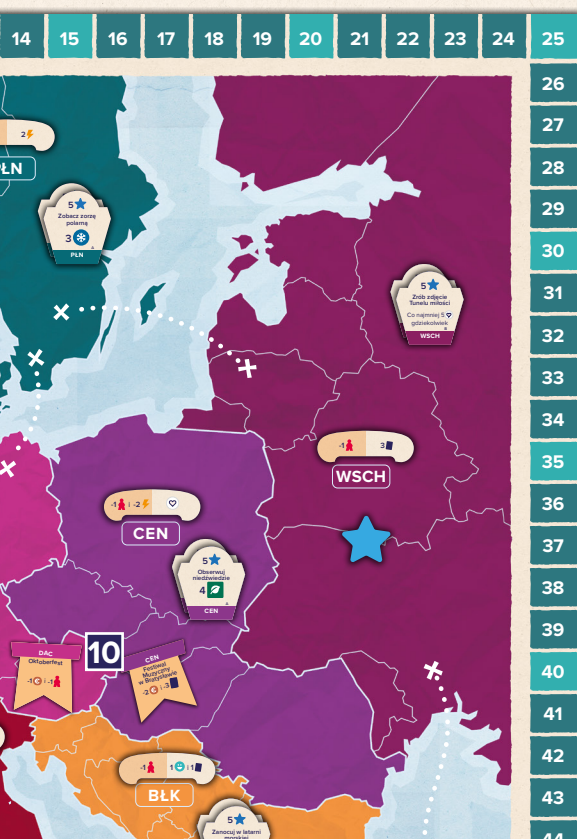 14 15 16 17 18 19 20 21 22 23 24 25
26
27
28
29
30
31
32
33
34
35
36
37
38
39
40
41
42
43
44
2
PŁN
5
Zobacz zorzę
polarną
3
PŁN
5
Zrób zdjęcie
Tunelu miłości
Co najmniej 5
gdziekolwiek
WSCH
-1 3
WSCH
-1 i -2
CEN
5
Obserwuj
niedźwiedzie
4
CEN
DAC
Oktoberfest
-1 i -1
10
CEN
Festiwal
Muzyczny
w Bratysławie
-2 i -3
-1 1 i 1
BŁK
5
Zanocuj w latarni
morskiej